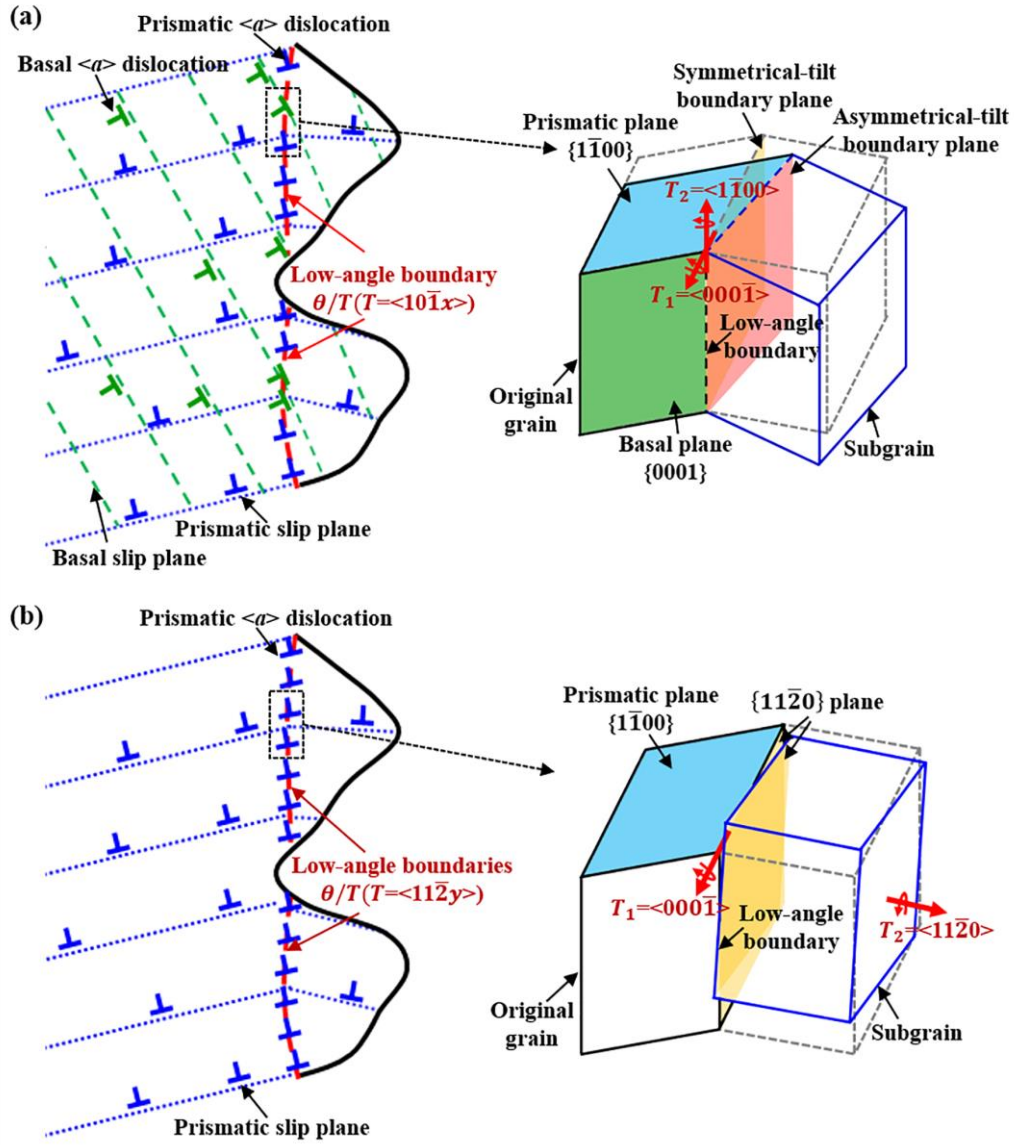 (a)
Prismatic <a> dislocation
Basal <a> dislocation
Symmetrical-tilt
boundary plane
Asymmetrical-tilt
boundary plane
Prismatic plane
{11̅00}
T₂=<11̅00>
T₁=<0001̅>
Low-angle boundary
θ/T(T=<101̅x>)
Low-angle
boundary
Original
grain
Basal plane
{0001}
Subgrain
Prismatic slip plane
Basal slip plane
(b)
Prismatic <a> dislocation
Prismatic plane
{11̅00}
{112̅0} plane
Low-angle boundaries
θ/T(T=<112̅y>)
T₁=<0001̅>
Low-angle
boundary
T₂=<112̅0>
Original
grain
Subgrain
Prismatic slip plane